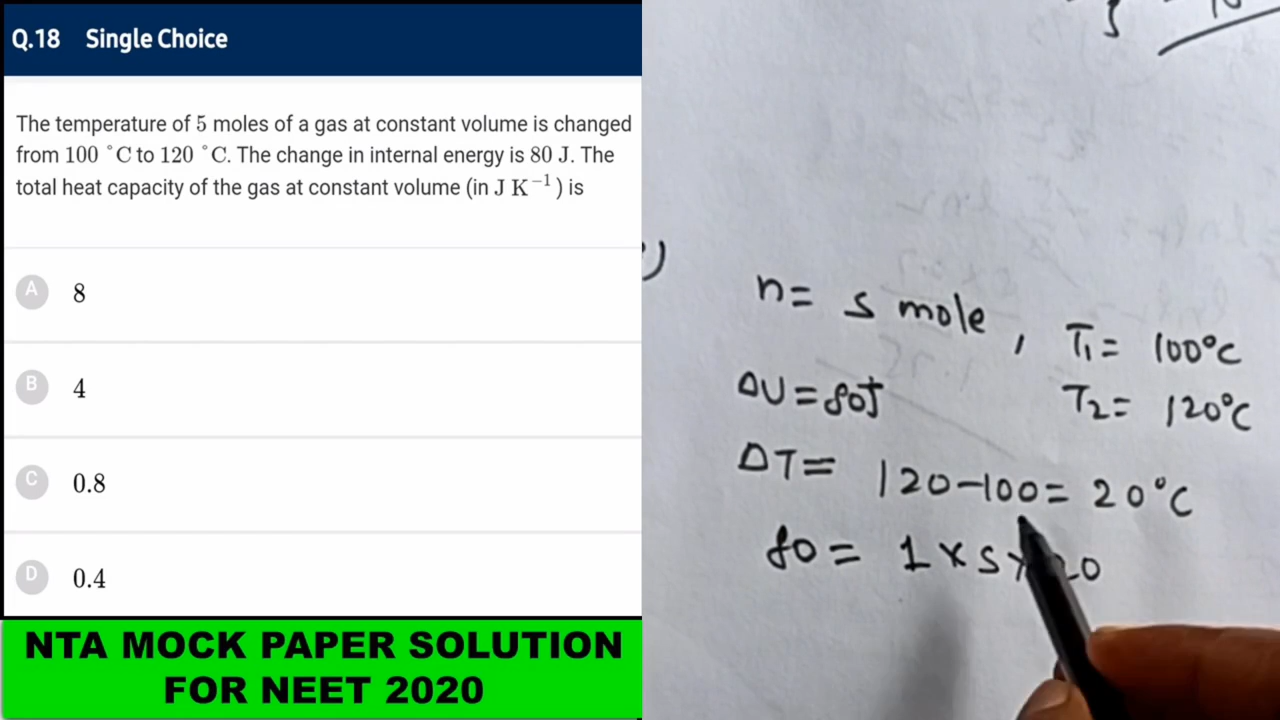 Q.18 Single Choice
The temperature of 5 moles of a gas at constant volume is changed
from 100 °C to 120 °C. The change in internal energy is 80 J. The
total heat capacity of the gas at constant volume (in J K⁻¹) is
A 8
B 4
C 0.8
D 0.4
NTA MOCK PAPER SOLUTION
FOR NEET 2020
n = 5 mole, T₁ = 100°C
ΔU = 80J T₂ = 120°C
ΔT = 120-100 = 20°C
80 = 1 × 5 × 20